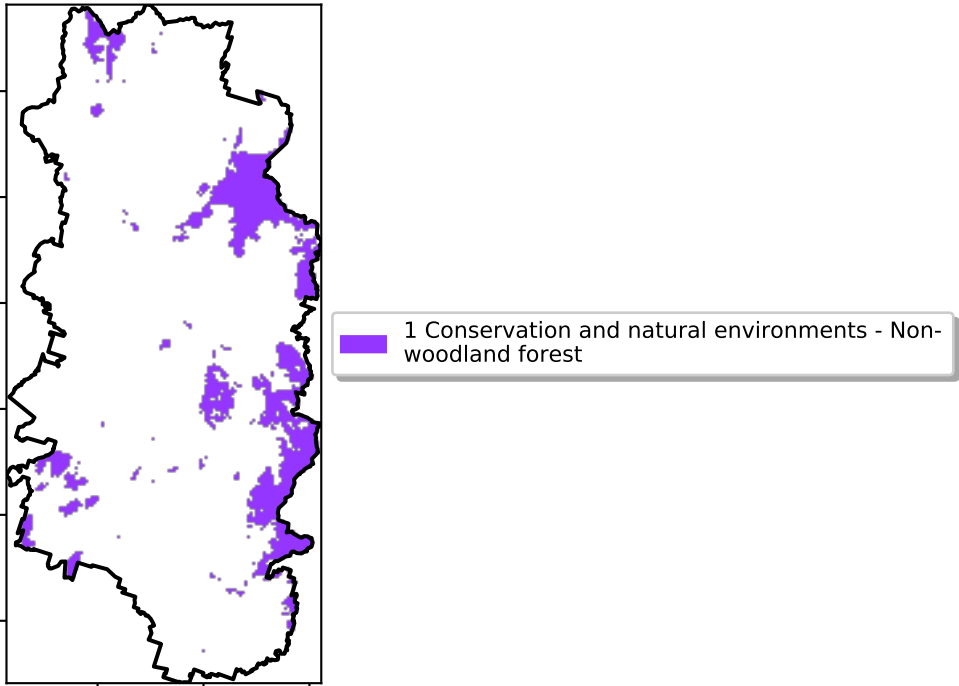 1 Conservation and natural environments - Non-
woodland forest